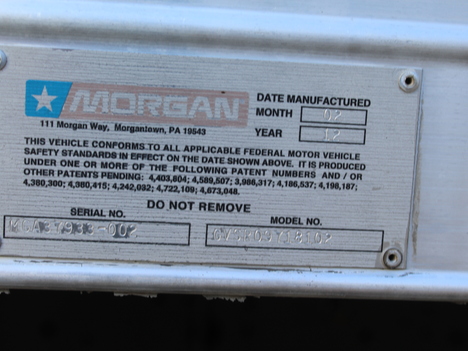 MORGAN
111 Morgan Way, Morgantown, PA 19543
DATE MANUFACTURED
MONTH 02
YEAR 12
THIS VEHICLE CONFORMS TO ALL APPLICABLE FEDERAL MOTOR VEHICLE
SAFETY STANDARDS IN EFFECT ON THE DATE SHOWN ABOVE. IT IS PRODUCED
UNDER ONE OR MORE OF THE FOLLOWING PATENT NUMBERS AND / OR
OTHER PATENTS PENDING: 4,403,804; 4,589,507; 3,986,317; 4,186,537; 4,198,187;
4,380,300; 4,380,415; 4,242,032; 4,722,109; 4,673,048.
DO NOT REMOVE
SERIAL NO.
MODEL NO.